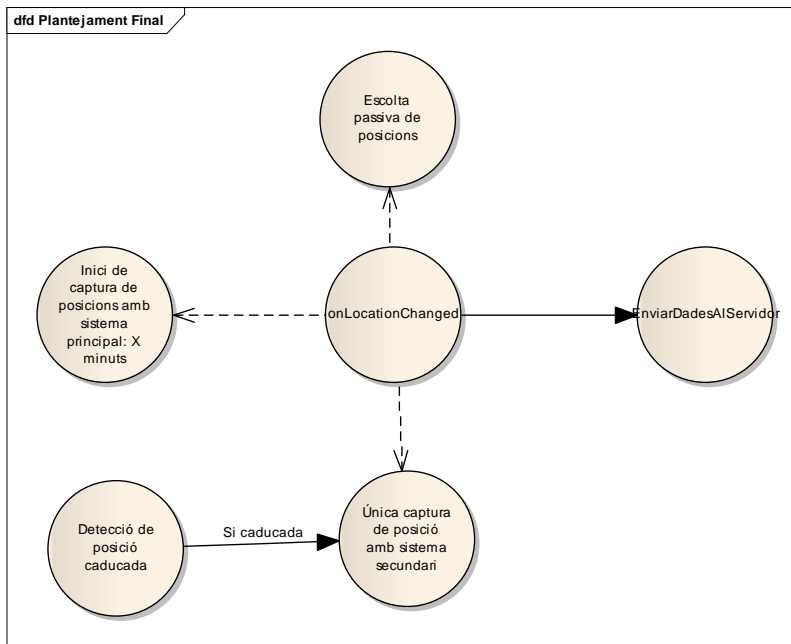 dfd Plantejament Final
Escolta
passiva de
posicions
Inici de
captura de
posicions amb
sistema
principal: X
minuts
onLocationChanged
EnviarDadesAlServidor
Detecció de
posició
caducada
Si caducada
Única captura
de posició
amb sistema
secundari